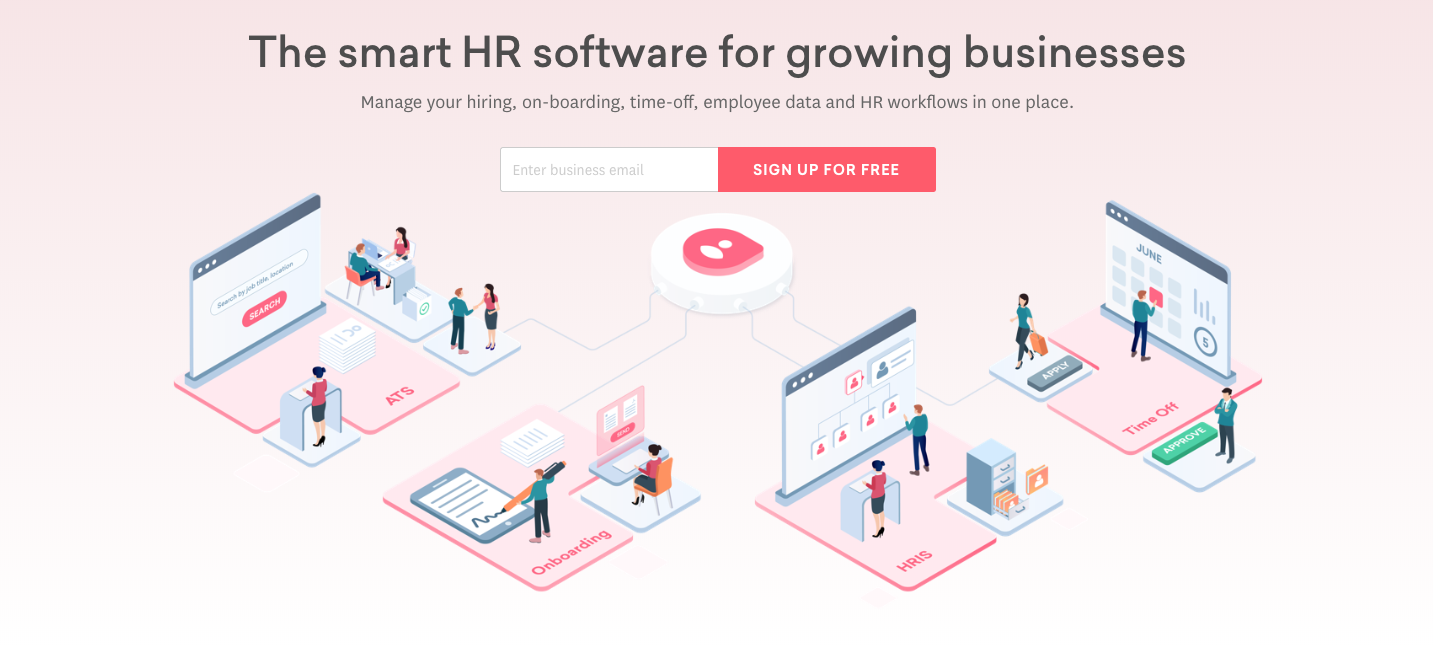 The smart HR software for growing businesses
Manage your hiring, on-boarding, time-off, employee data and HR workflows in one place.
Enter business email
SIGN UP FOR FREE
Search by job title, location
SEARCH
ATS
SEND
Onboarding
HRIS
JUNE
5
APPLY
Time Off
APPROVE